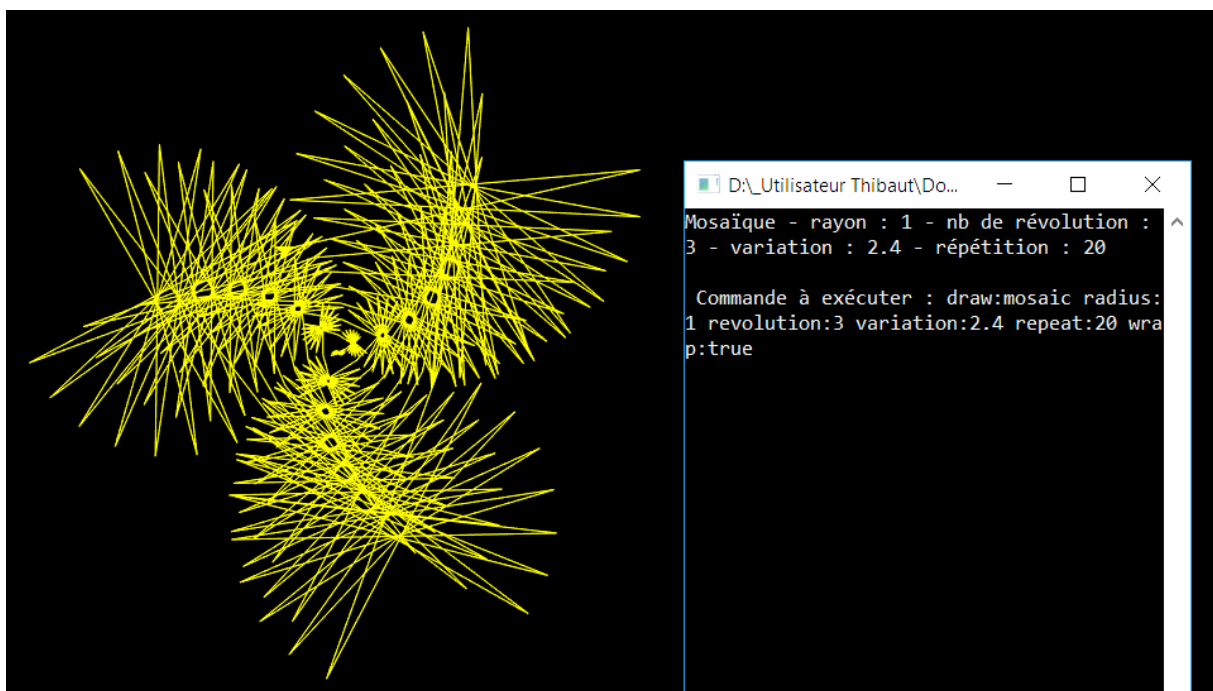 D:\_Utilisateur Thibaut\Do...
Mosaïque - rayon : 1 - nb de révolution :
3 - variation : 2.4 - répétition : 20
Commande à exécuter : draw:mosaic radius:
1 revolution:3 variation:2.4 repeat:20 wra
p:true